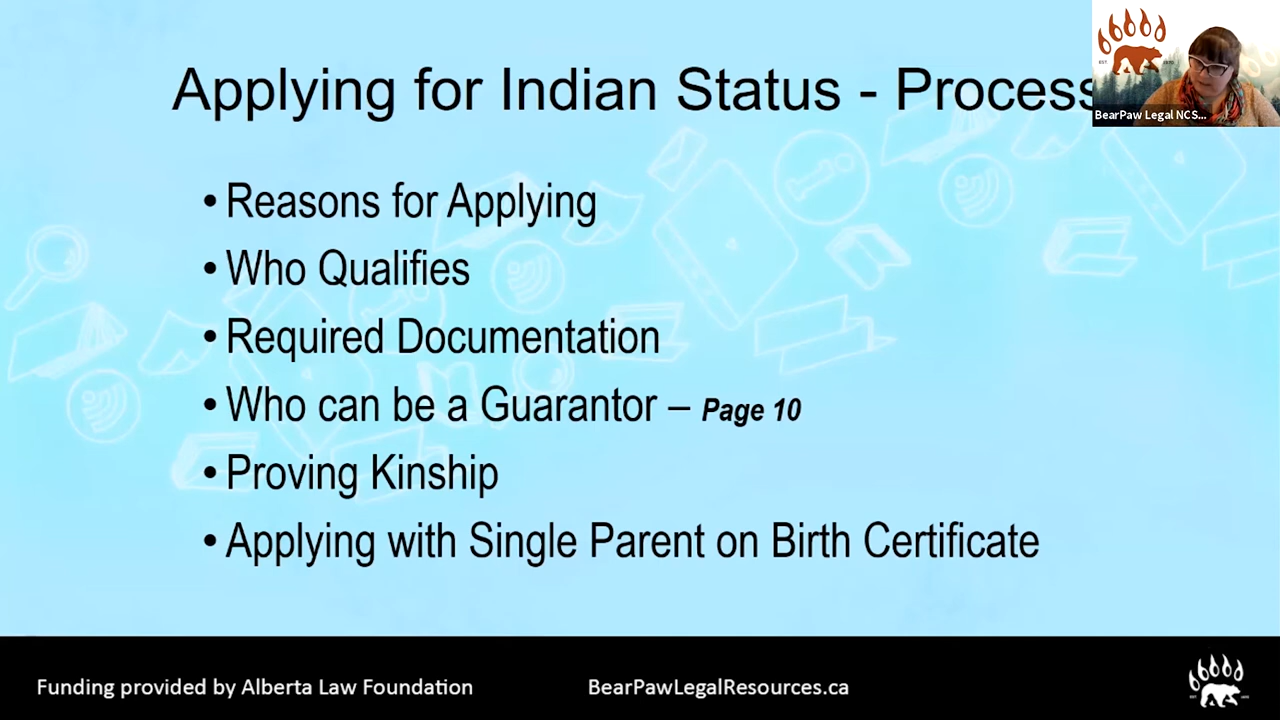 Applying for Indian Status - Process
BearPaw Legal NCS...
• Reasons for Applying
• Who Qualifies
• Required Documentation
• Who can be a Guarantor – Page 10
• Proving Kinship
• Applying with Single Parent on Birth Certificate
Funding provided by Alberta Law Foundation
BearPawLegalResources.ca